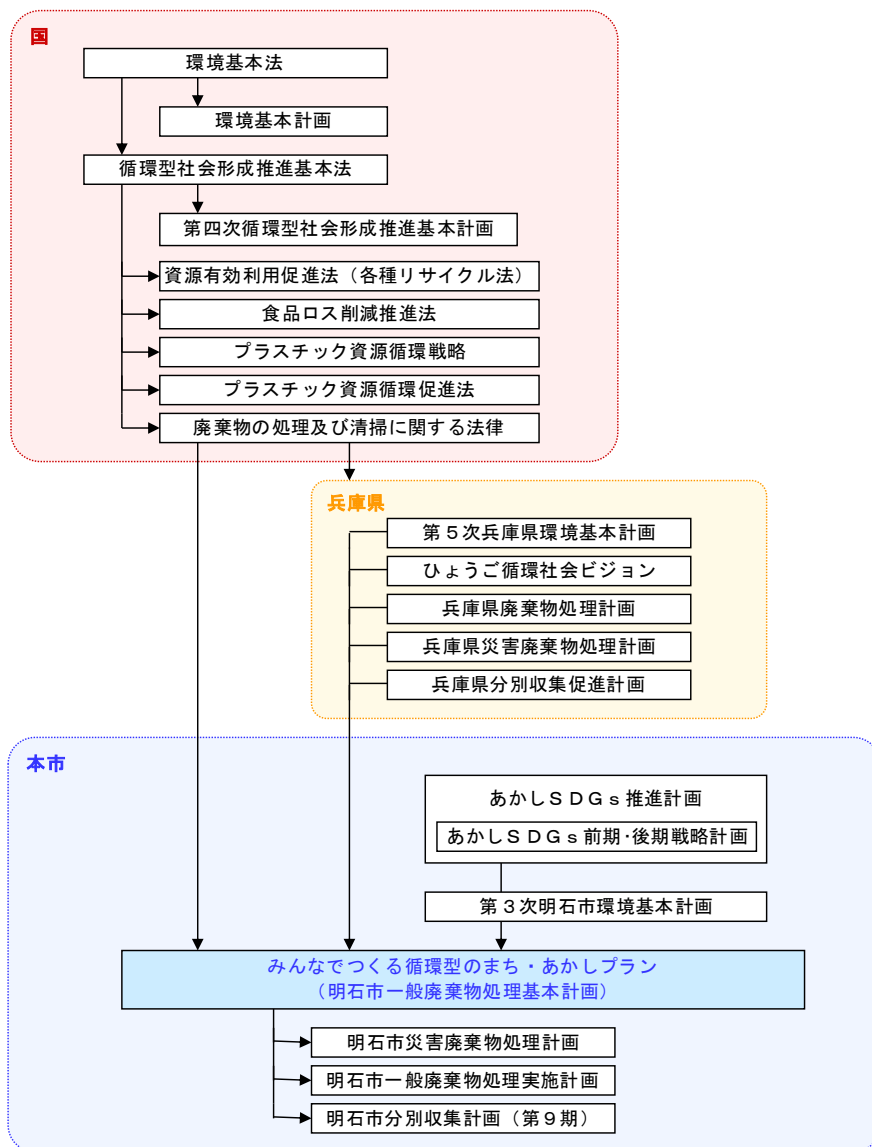 国
環境基本法
環境基本計画
循環型社会形成推進基本法
第四次循環型社会形成推進基本計画
資源有効利用促進法（各種リサイクル法）
食品ロス削減推進法
プラスチック資源循環戦略
プラスチック資源循環促進法
廃棄物の処理及び清掃に関する法律
兵庫県
第５次兵庫県環境基本計画
ひょうご循環社会ビジョン
兵庫県廃棄物処理計画
兵庫県災害廃棄物処理計画
兵庫県分別収集促進計画
本市
あかしＳＤＧｓ推進計画
あかしＳＤＧｓ前期･後期戦略計画
第３次明石市環境基本計画
みんなでつくる循環型のまち・あかしプラン
（明石市一般廃棄物処理基本計画）
明石市災害廃棄物処理計画
明石市一般廃棄物処理実施計画
明石市分別収集計画（第９期）